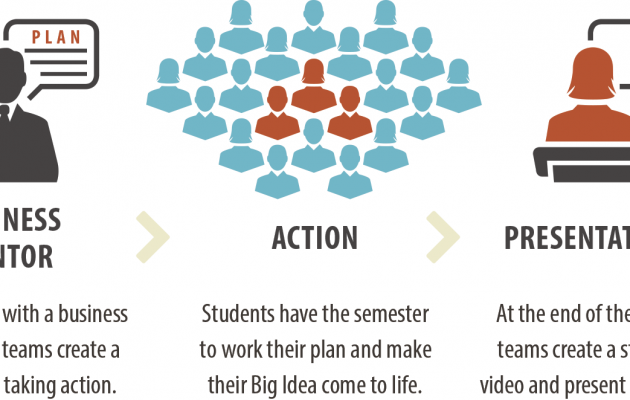 PLAN
NESS
NTOR
with a business
teams create a
taking action.
ACTION
Students have the semester
to work their plan and make
their Big Idea come to life.
PRESENTAT
At the end of the
teams create a st
video and present